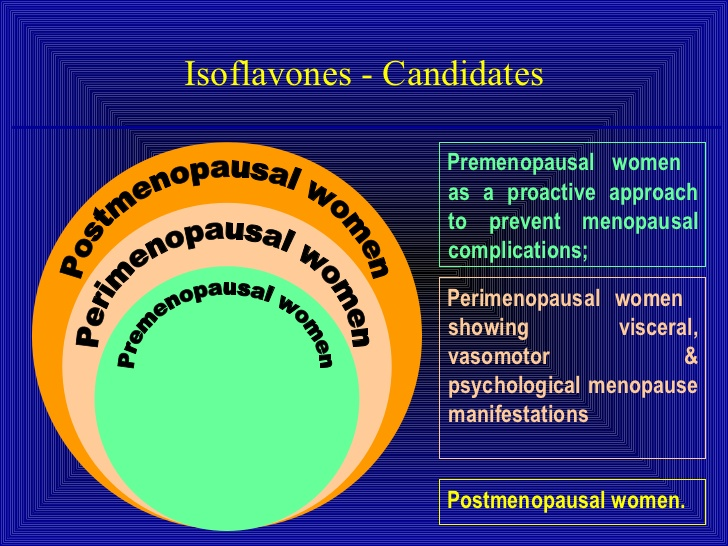 Isoflavones - Candidates
Postmenopausal women
Perimenopausal women
Premenopausal women
Premenopausal women
as a proactive approach
to prevent menopausal
complications;
Perimenopausal women
showing visceral,
vasomotor &
psychological menopause
manifestations
Postmenopausal women.